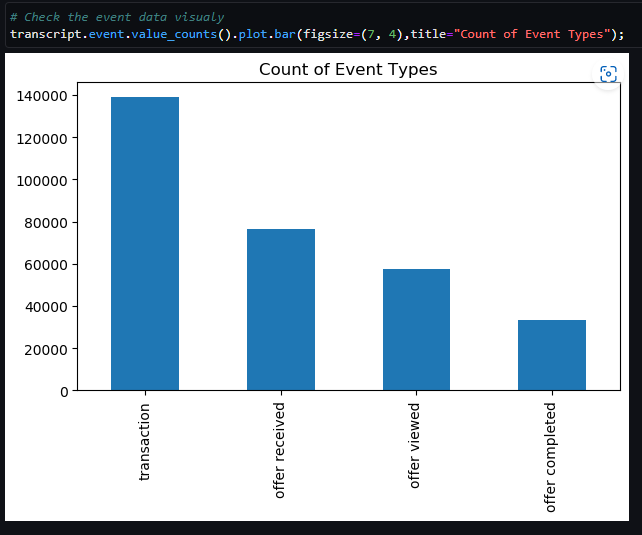 # Check the event data visualy
transcript.event.value_counts().plot.bar(figsize=(7, 4),title="Count of Event Types");
Count of Event Types
140000
120000
100000
80000
60000
40000
20000
0
transaction
offer received
offer viewed
offer completed